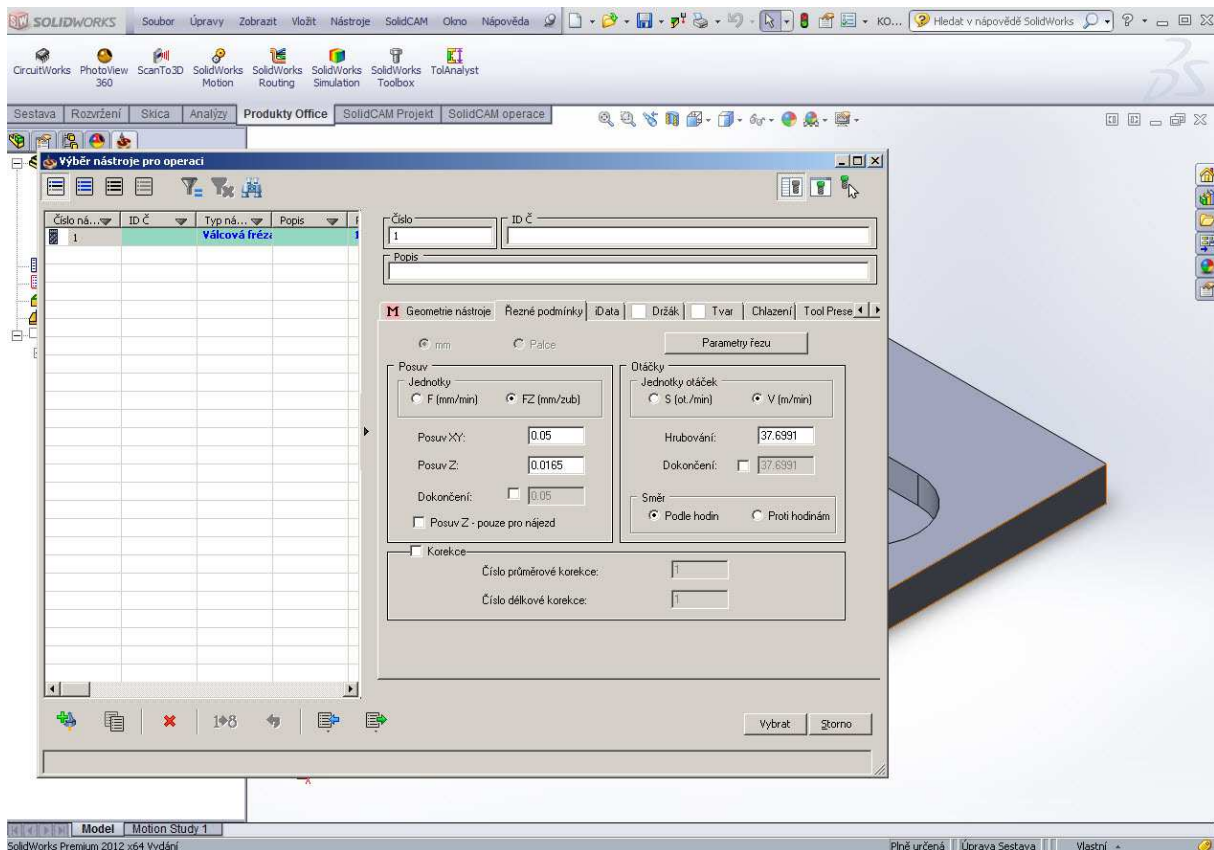 SOLIDWORKS Soubor Úpravy Zobrazit Vložit Nástroje SolidCAM Okno Nápověda KO... Hledat v nápovědě SolidWorks
CircuitWorks PhotoView 360 ScanTo3D SolidWorks Motion SolidWorks Routing SolidWorks Simulation SolidWorks Toolbox TolAnalyst
Sestava Rozvržení Skica Analýzy Produkty Office SolidCAM Projekt SolidCAM operace
Výběr nástroje pro operaci
Číslo ná... ID Č Typ ná... Popis
1 Válcová fréza
Číslo ID Č
1
Popis
Geometrie nástroje Řezné podmínky iData Držák Tvar Chlazení Tool Prese
mm Palce Parametry řezu
Posuv Otáčky
Jednotky Jednotky otáček
F (mm/min) FZ (mm/zub) S (ot./min) V (m/min)
Posuv XY: 0.05 Hrubování: 37.6991
Posuv Z: 0.0165 Dokončení: 37.6991
Dokončení: 0.05 Směr
Posuv Z - pouze pro nájezd Podle hodin Proti hodinám
Korekce
Číslo průměrové korekce: 1
Číslo délkové korekce: 1
Vybrat Storno
Model Motion Study 1
SolidWorks Premium 2012 x64 Vydání Plně určená Úprava Sestava Vlastní